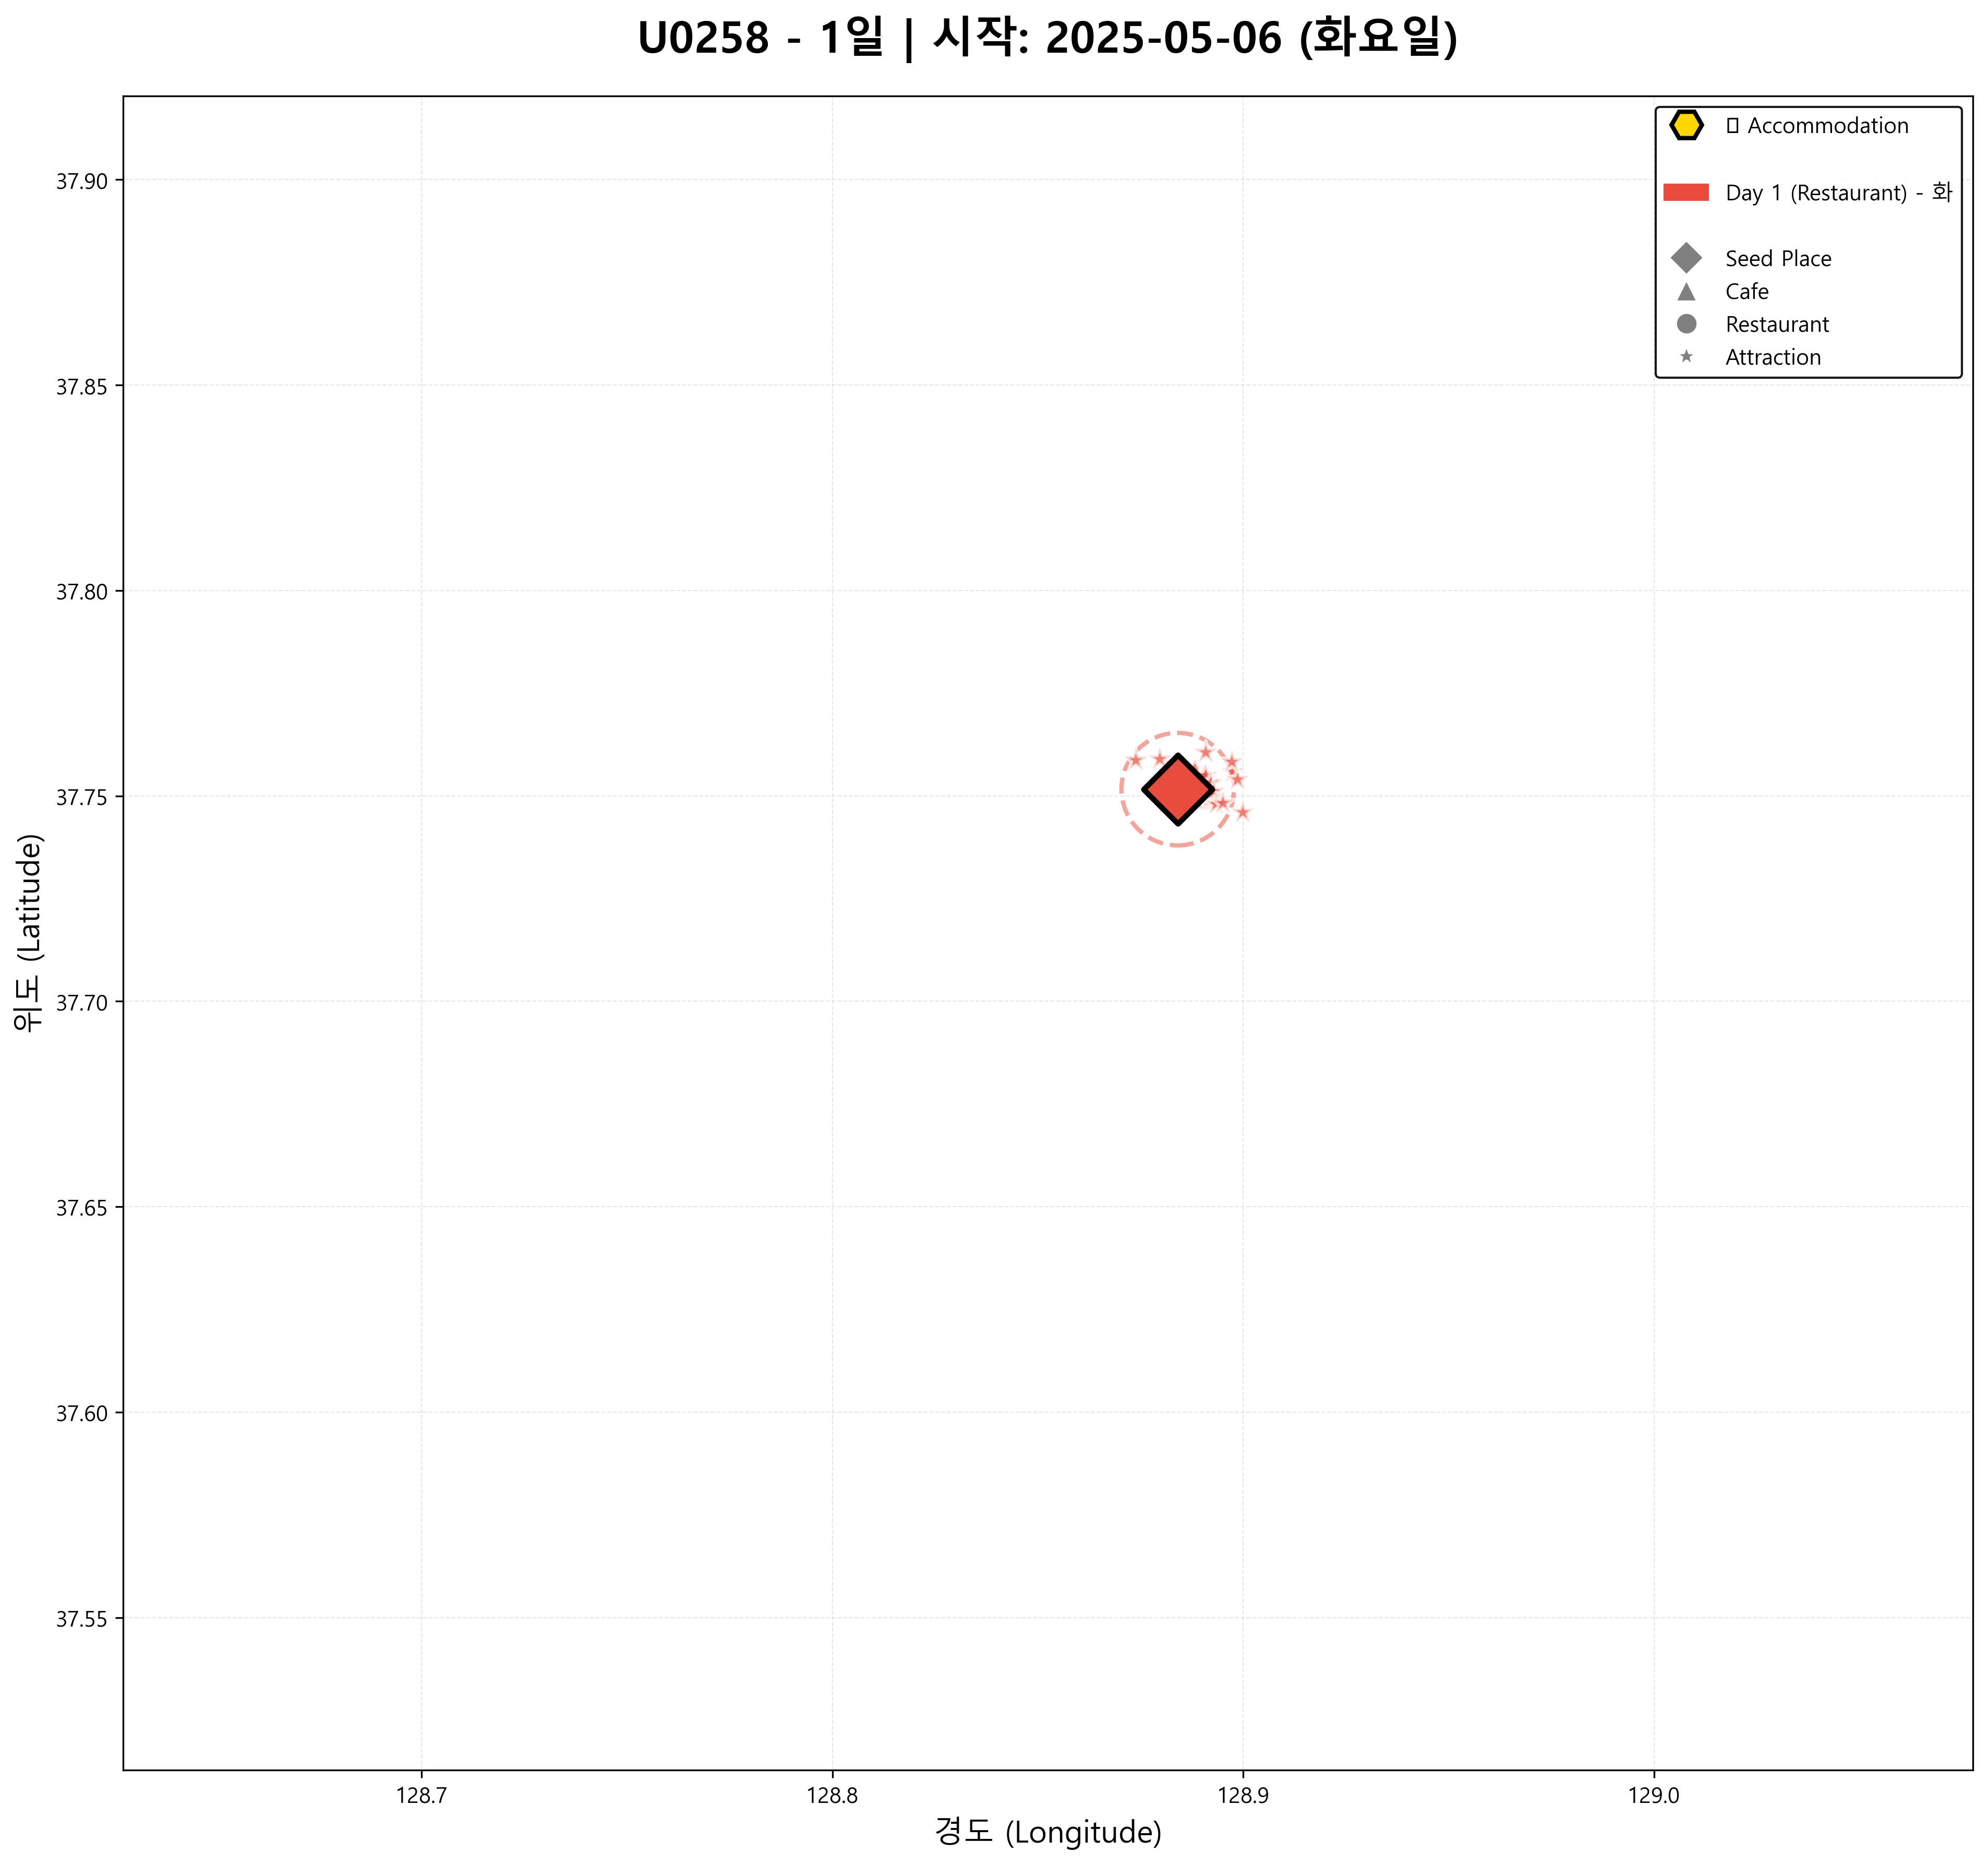 U0258 - 1일 | 시작: 2025-05-06 (화요일)
Accommodation
Day 1 (Restaurant) - 화
Seed Place
Cafe
Restaurant
Attraction
37.90
37.85
37.80
37.75
37.70
37.65
37.60
37.55
위도 (Latitude)
128.7 128.8 128.9 129.0
경도 (Longitude)